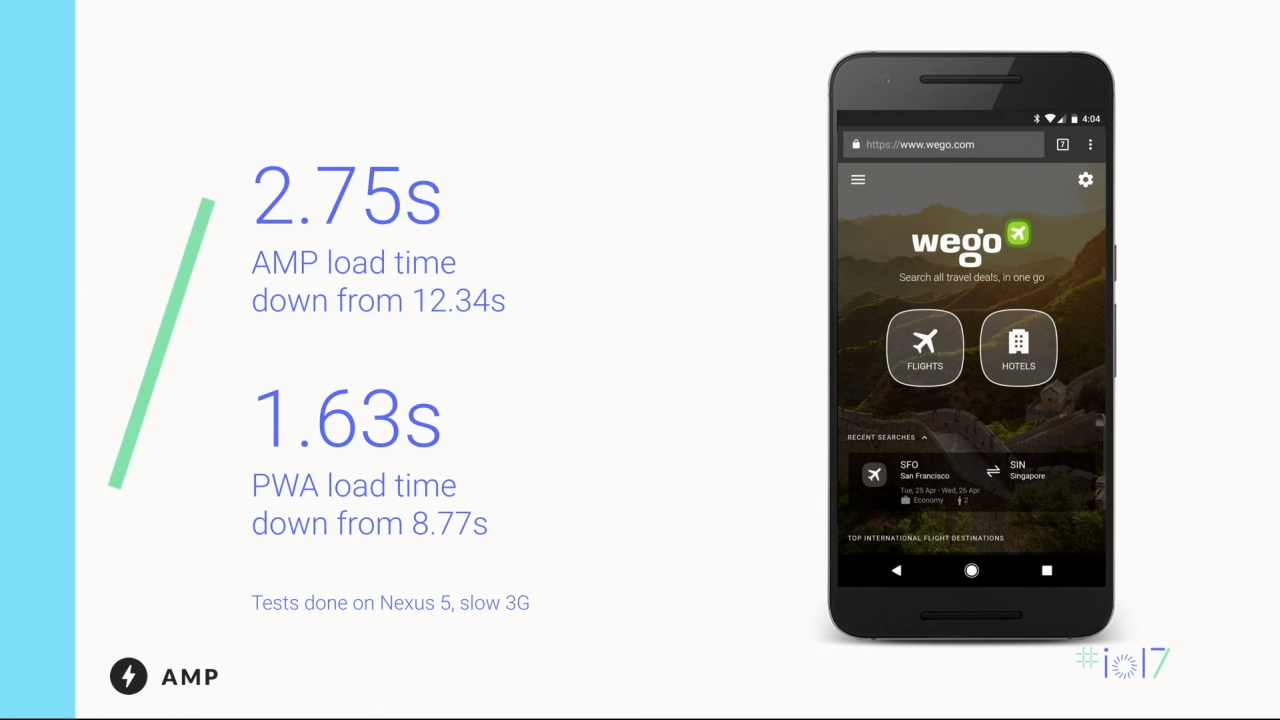 2.75s
AMP load time
down from 12.34s
1.63s
PWA load time
down from 8.77s
Tests done on Nexus 5, slow 3G
AMP
4:04
https://www.wego.com
7
wego
Search all travel deals, in one go
FLIGHTS HOTELS
RECENT SEARCHES
SFO SIN
San Francisco Singapore
Tue, 25 Apr - Wed, 26 Apr
Economy 2
TOP INTERNATIONAL FLIGHT DESTINATIONS
#io17